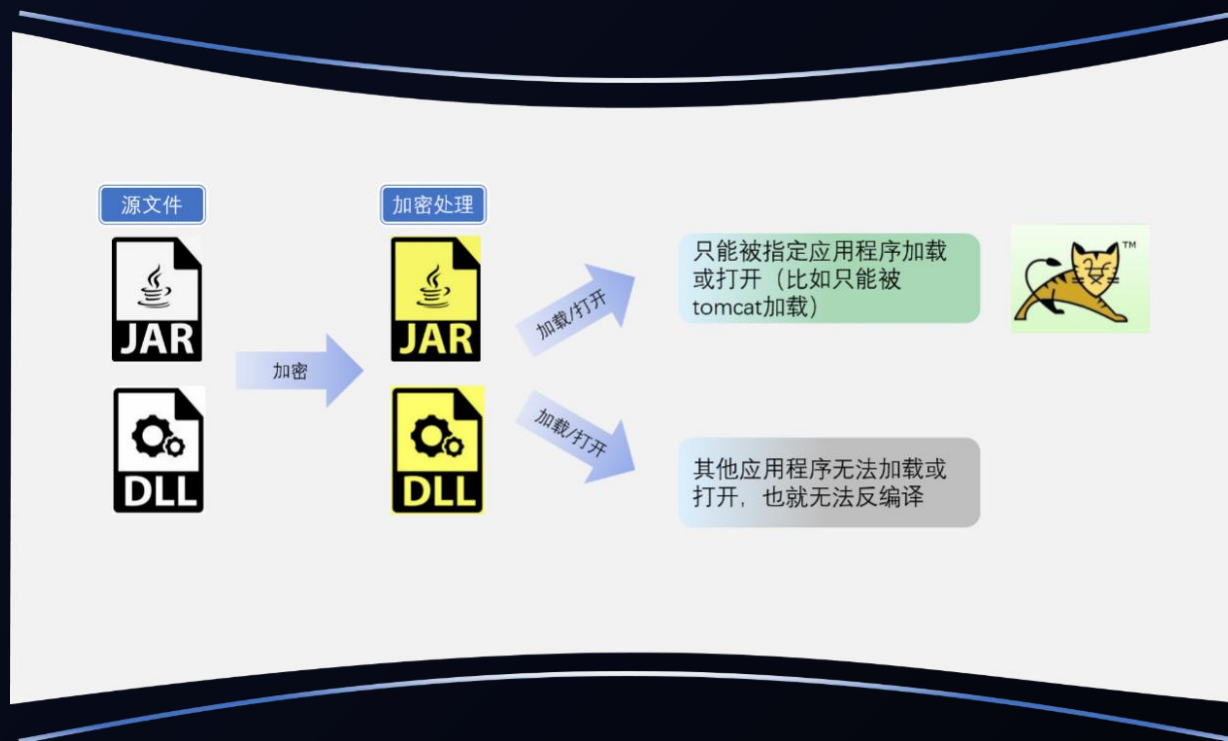 源文件
加密处理
JAR
JAR
加密
DLL
DLL
加载/打开
加载/打开
只能被指定应用程序加载
或打开（比如只能被
tomcat加载）
TM
其他应用程序无法加载或
打开，也就无法反编译